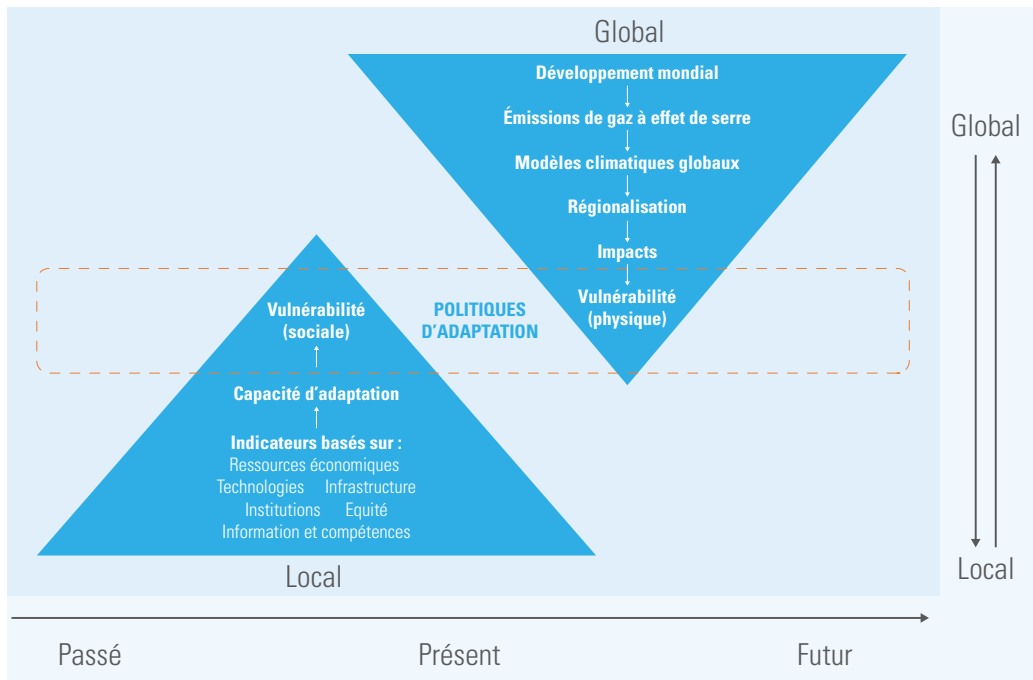 Global
Développement mondial
Émissions de gaz à effet de serre
Modèles climatiques globaux
Régionalisation
Impacts
Vulnérabilité
(physique)
Vulnérabilité
(sociale)
POLITIQUES
D'ADAPTATION
Capacité d'adaptation
Indicateurs basés sur :
Ressources économiques
Technologies Infrastructure
Institutions Equité
Information et compétences
Local
Global
Local
Passé Présent Futur